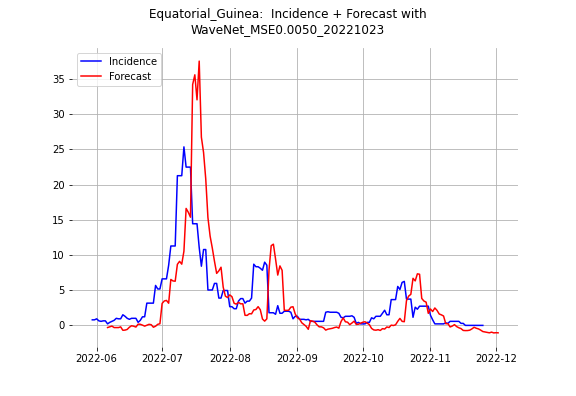 Equatorial_Guinea:  Incidence + Forecast with
WaveNet_MSE0.0050_20221023
Incidence
Forecast
35
30
25
20
15
10
5
0
2022-06 2022-07 2022-08 2022-09 2022-10 2022-11 2022-12